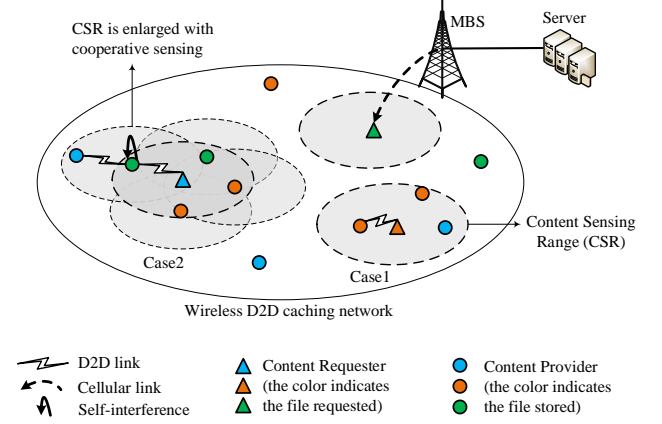 CSR is enlarged with
cooperative sensing
MBS
Server
Content Sensing
Range (CSR)
Case2
Case1
Wireless D2D caching network
D2D link
Cellular link
Self-interference
Content Requester
(the color indicates
the file requested)
Content Provider
(the color indicates
the file stored)